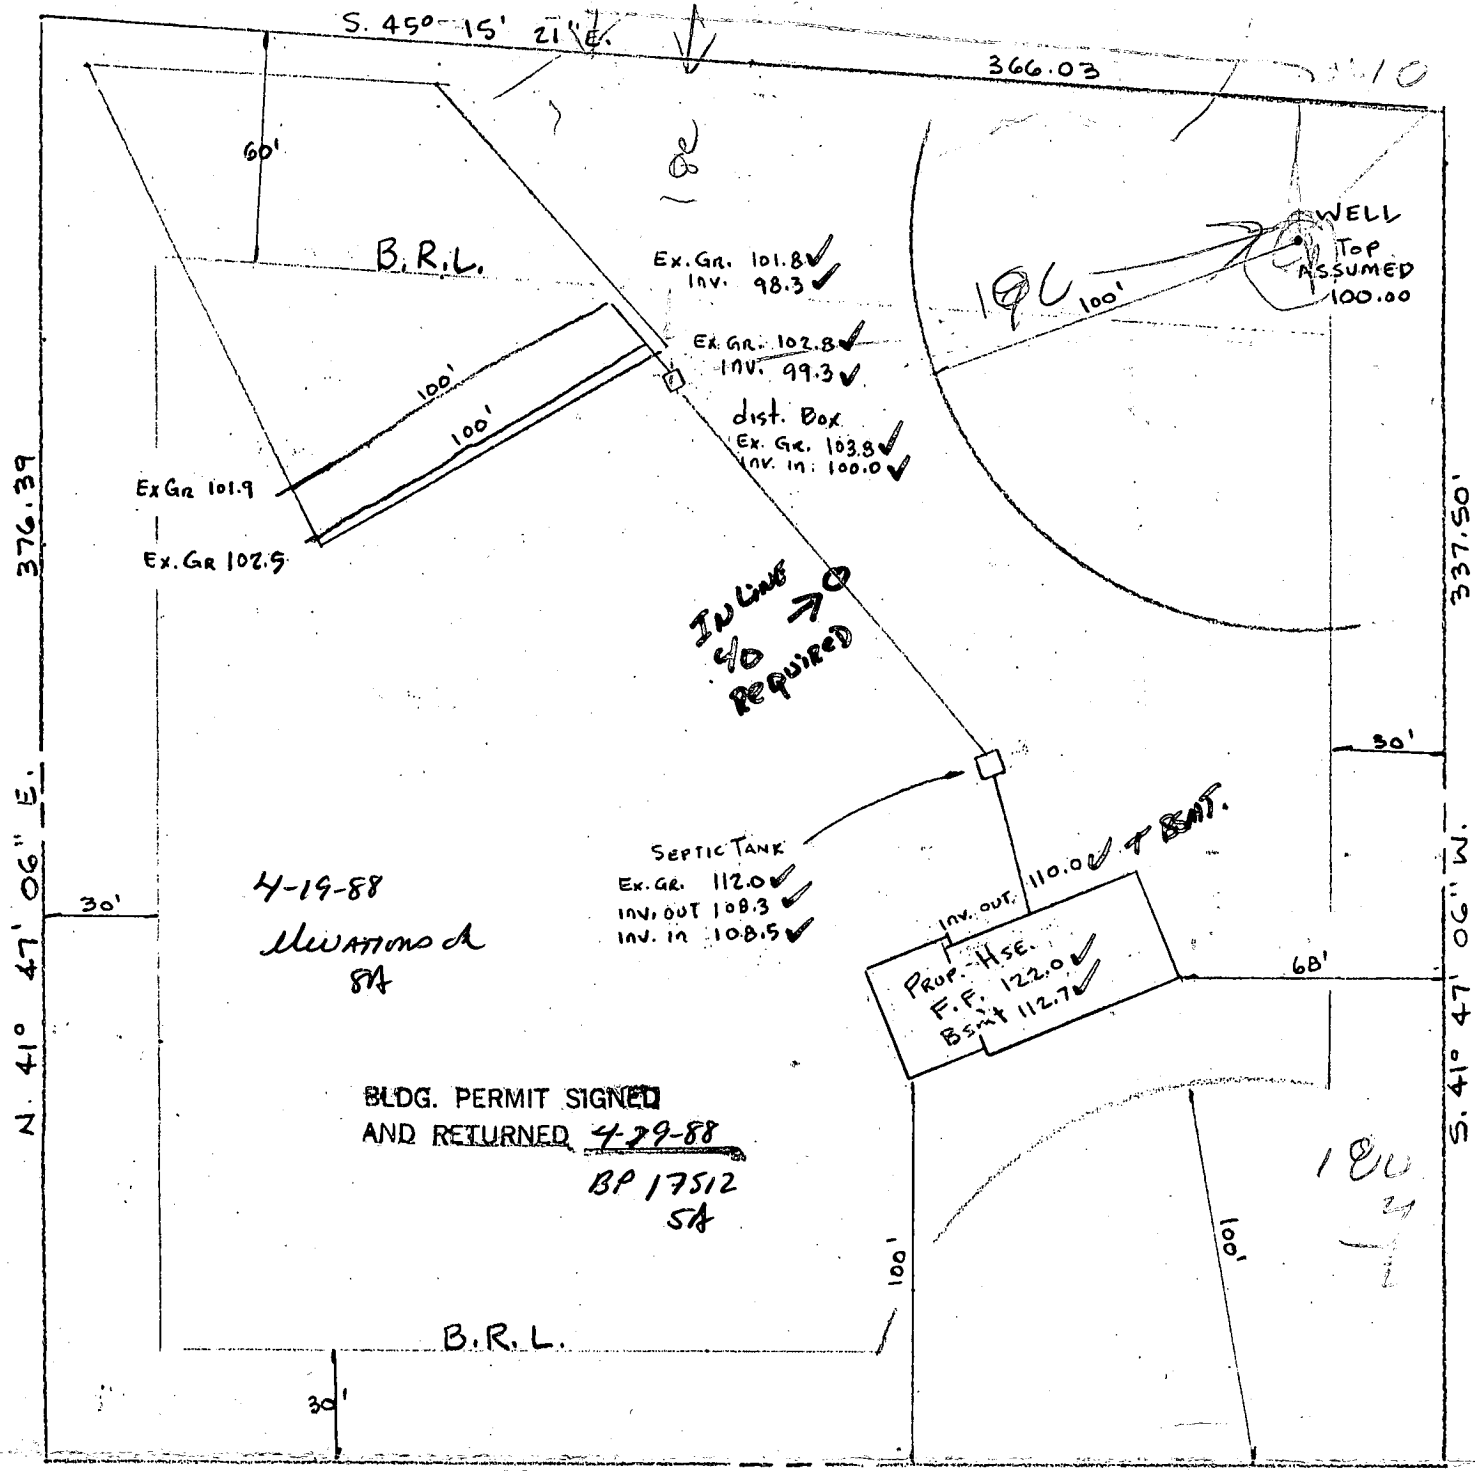 S. 45° 15' 21" E.
366.03
60'
B.R.L.
Ex. Gr. 101.8 ✓
Inv. 98.3 ✓
WELL
TOP
ASSUMED
100.00
100'
Ex Gr. 102.8 ✓
Inv. 99.3 ✓
100'
100'
dist. Box
Ex. Gr. 103.8 ✓
Inv. in: 100.0 ✓
Ex Gr 101.9
Ex. Gr 102.5
376.39
337.50'
IN LINE
C/O
REQUIRED
30'
SEPTIC TANK
Ex. Gr. 112.0 ✓
Inv. OUT 108.3 ✓
Inv. in 108.5 ✓
Inv. OUT. 110.0 ✓ BSMT.
PROP. HSE.
F.F. 122.0 ✓
Bsmt 112.7 ✓
68'
30'
4-19-88
N. 41° 47' 06" E.
S. 41° 47' 06" W.
BLDG. PERMIT SIGNED
AND RETURNED 4-29-88
BP 17512
100'
100'
B.R.L.
30'